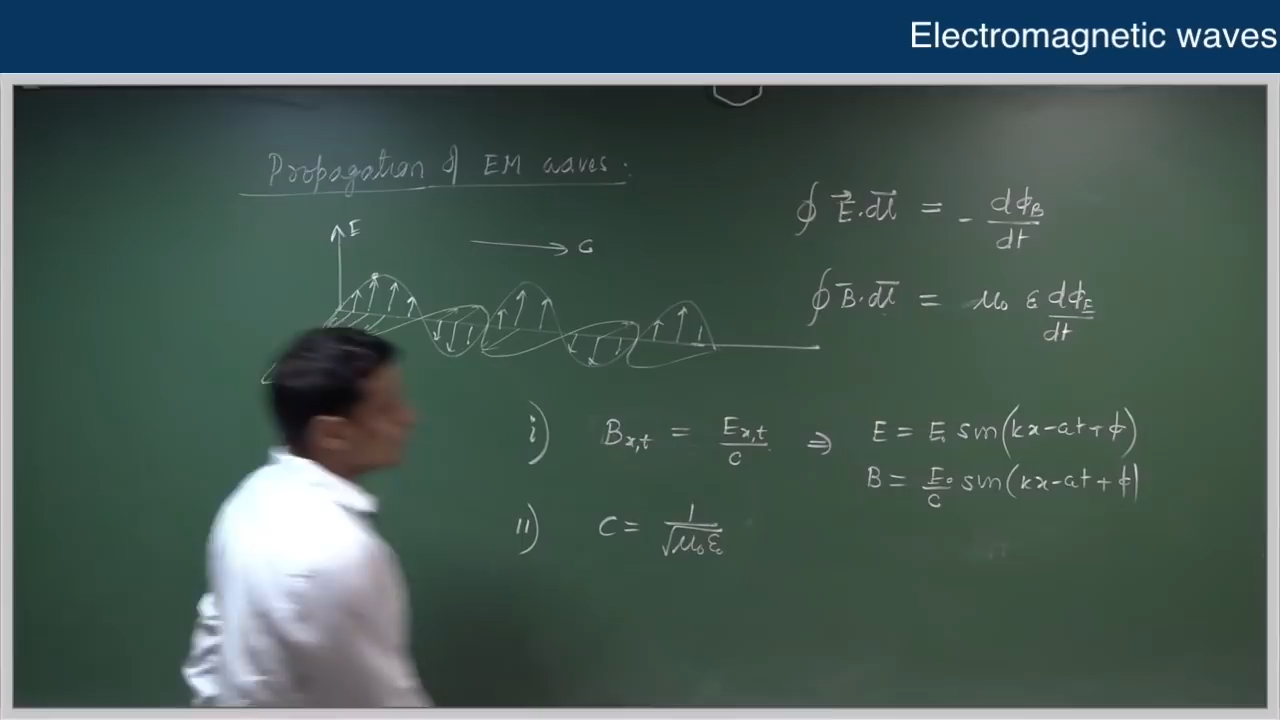 Electromagnetic waves
Propagation of EM waves.
E
c
∮ E⃗.dl = - dϕB/dt
∮ B.dl = μ₀ ε dϕE/dt
i) Bx,t = Ex,t/c ⇒ E = E₀ sin(kx-ωt+ϕ)
B = E₀/c sin(kx-ωt+ϕ)
ii) C = 1/√μ₀ε₀